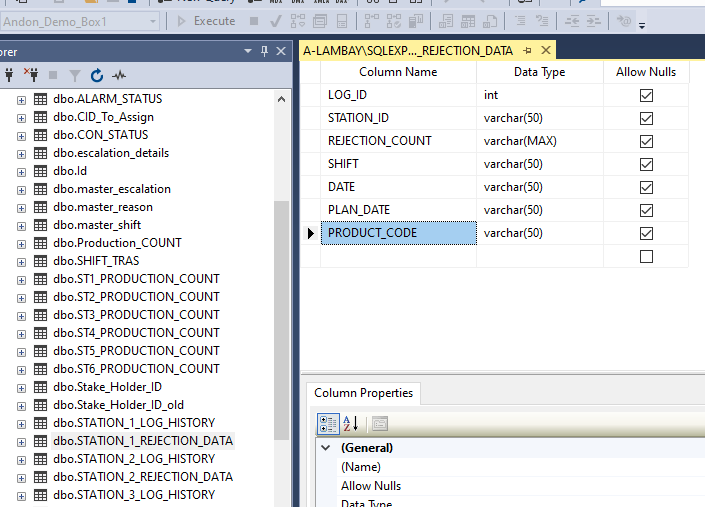 Andon_Demo_Box1
Execute
orer
dbo.ALARM_STATUS
dbo.CID_To_Assign
dbo.CON_STATUS
dbo.escalation_details
dbo.Id
dbo.master_escalation
dbo.master_reason
dbo.master_shift
dbo.Production_COUNT
dbo.SHIFT_TRAS
dbo.ST1_PRODUCTION_COUNT
dbo.ST2_PRODUCTION_COUNT
dbo.ST3_PRODUCTION_COUNT
dbo.ST4_PRODUCTION_COUNT
dbo.ST5_PRODUCTION_COUNT
dbo.ST6_PRODUCTION_COUNT
dbo.Stake_Holder_ID
dbo.Stake_Holder_ID_old
dbo.STATION_1_LOG_HISTORY
dbo.STATION_1_REJECTION_DATA
dbo.STATION_2_LOG_HISTORY
dbo.STATION_2_REJECTION_DATA
dbo.STATION_3_LOG_HISTORY
A-LAMBAY\SQLEXP..._REJECTION_DATA
Column Name Data Type Allow Nulls
LOG_ID int
STATION_ID varchar(50)
REJECTION_COUNT varchar(MAX)
SHIFT varchar(50)
DATE varchar(50)
PLAN_DATE varchar(50)
PRODUCT_CODE varchar(50)
Column Properties
(General)
(Name)
Allow Nulls
Data Type